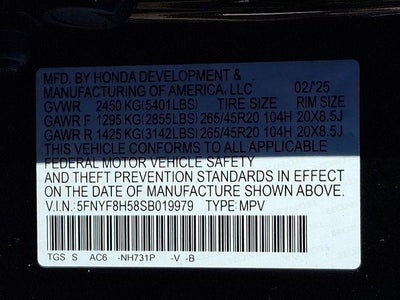 MFD. BY HONDA DEVELOPMENT &
MANUFACTURING OF AMERICA, LLC 02/'25
GVWR 2450 KG(5401LBS) TIRE SIZE RIM SIZE
GAWR F 1295 KG(2855LBS) 265/45R20 104H 20X8.5J
GAWR R 1425 KG(3142LBS) 265/45R20 104H 20X8.5J
THIS VEHICLE CONFORMS TO ALL APPLICABLE
FEDERAL MOTOR VEHICLE SAFETY
AND THEFT PREVENTION STANDARDS IN EFFECT
ON THE DATE OF MANUFACTURE SHOWN ABOVE.
V.I.N.: 5FNYF8H58SB019979 TYPE: MPV
TGS S AC6 -NH731P -V -B